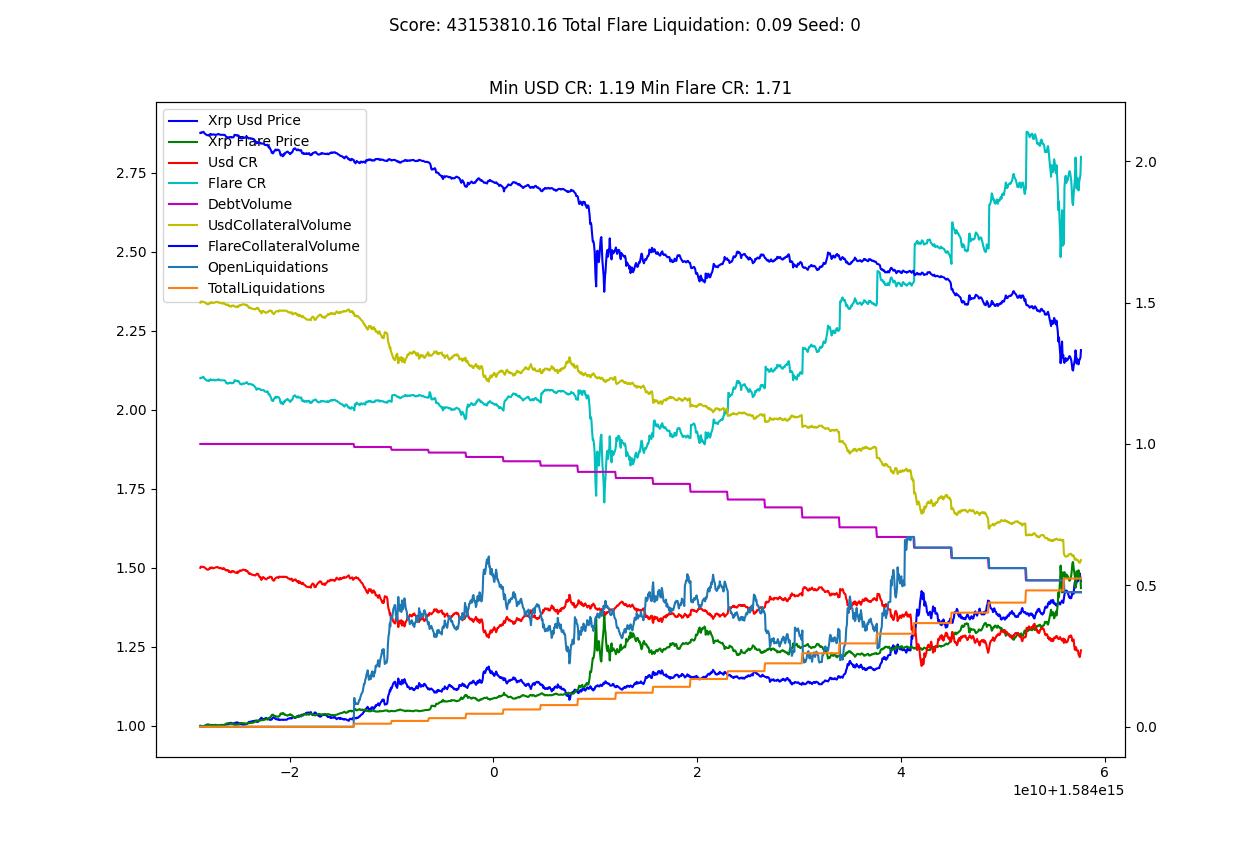 Score: 43153810.16 Total Flare Liquidation: 0.09 Seed: 0
Min USD CR: 1.19 Min Flare CR: 1.71
Xrp Usd Price
Xrp Flare Price
Usd CR
Flare CR
DebtVolume
UsdCollateralVolume
FlareCollateralVolume
OpenLiquidations
TotalLiquidations
2.75
2.50
2.25
2.00
1.75
1.50
1.25
1.00
2.0
1.5
1.0
0.5
0.0
−2
0
2
4
6
1e10+1.584e15